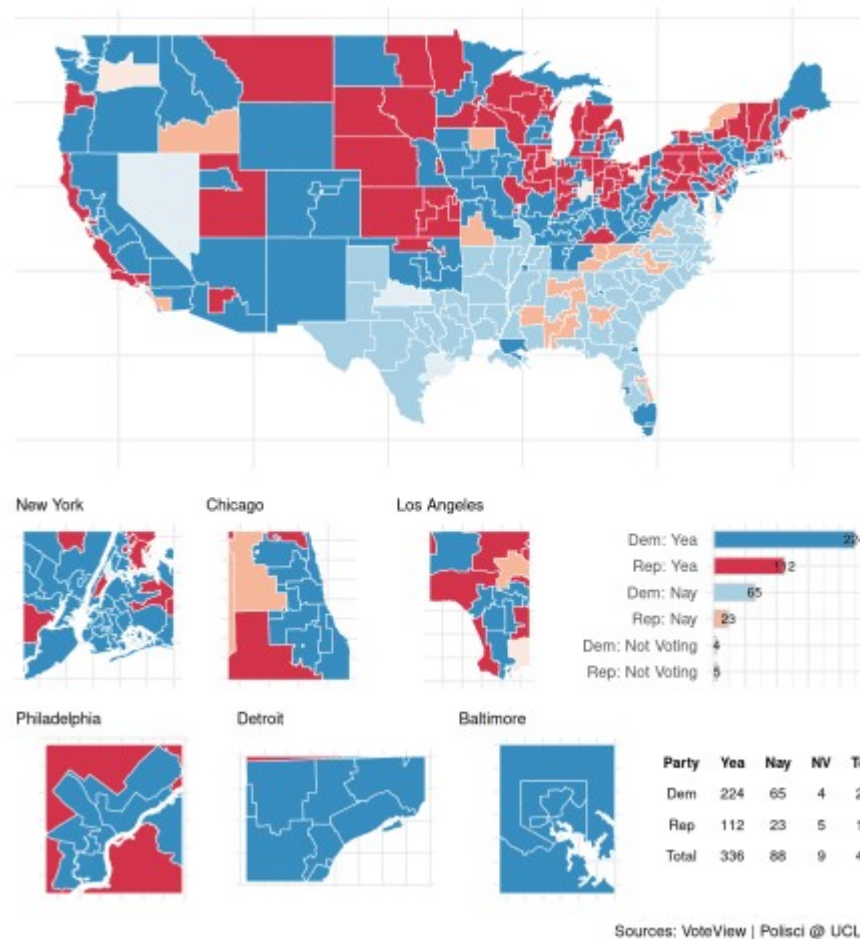 New York
Chicago
Los Angeles
Dem: Yea
Rep: Yea
112
Dem: Nay
65
Rep: Nay
23
Dem: Not Voting
4
Rep: Not Voting
5
Philadelphia
Detroit
Baltimore
Party Yea Nay NV
Dem 224 65 4
Rep 112 23 5
Total 336 88 9
Sources: VoteView | Polisci @ UCL